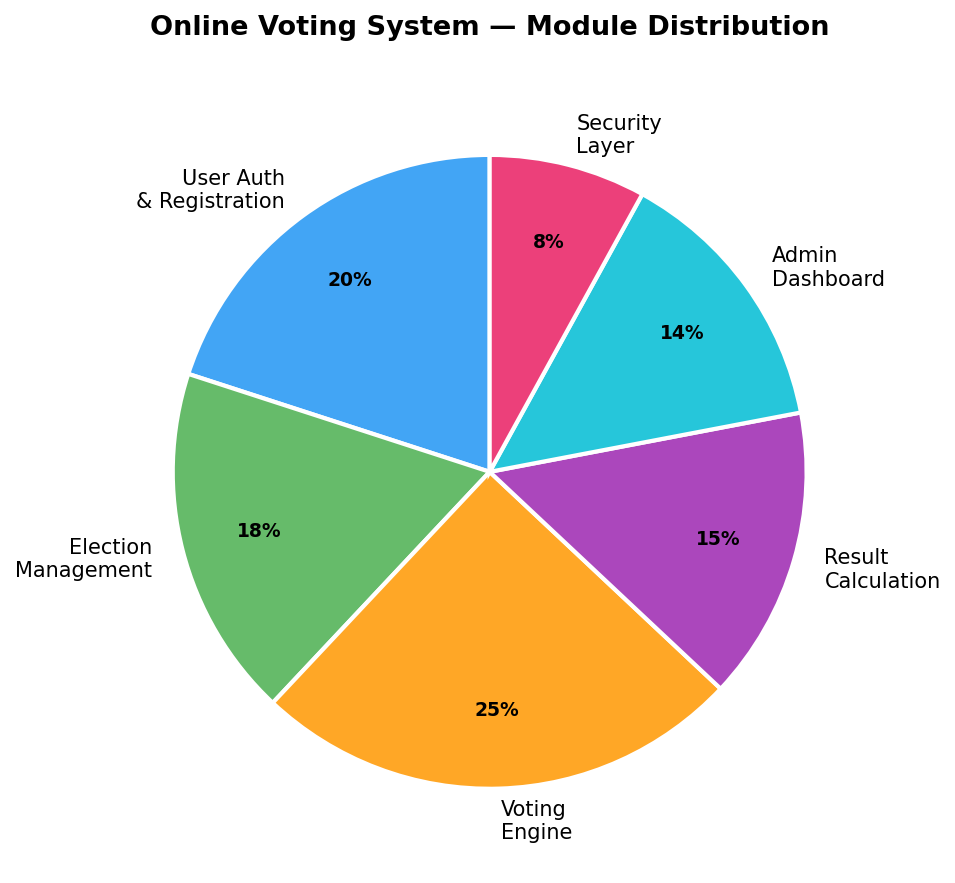 Online Voting System — Module Distribution
Security
Layer
User Auth
& Registration
8%
Admin
Dashboard
20%
14%
18%
15%
Election
Management
Result
Calculation
25%
Voting
Engine